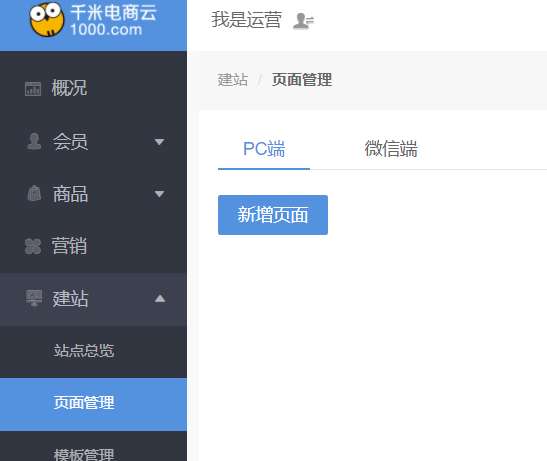 千米电商云
1000.com
我是运营
概况
会员
商品
营销
建站
站点总览
页面管理
模板管理
建站 / 页面管理
PC端
微信端
新增页面